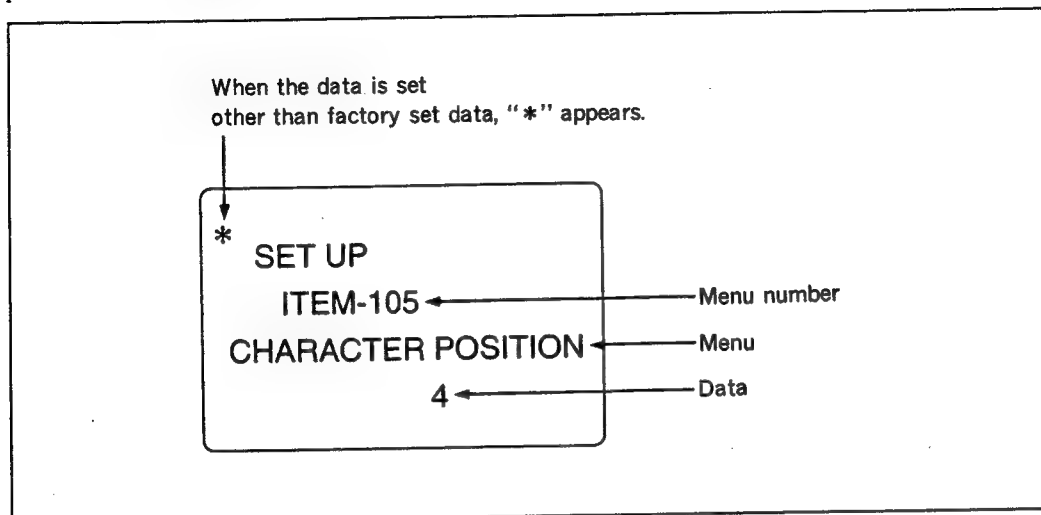 When the data is set
other than factory set data, “*” appears.
*
SET UP
ITEM-105
Menu number
CHARACTER POSITION
Menu
4
Data